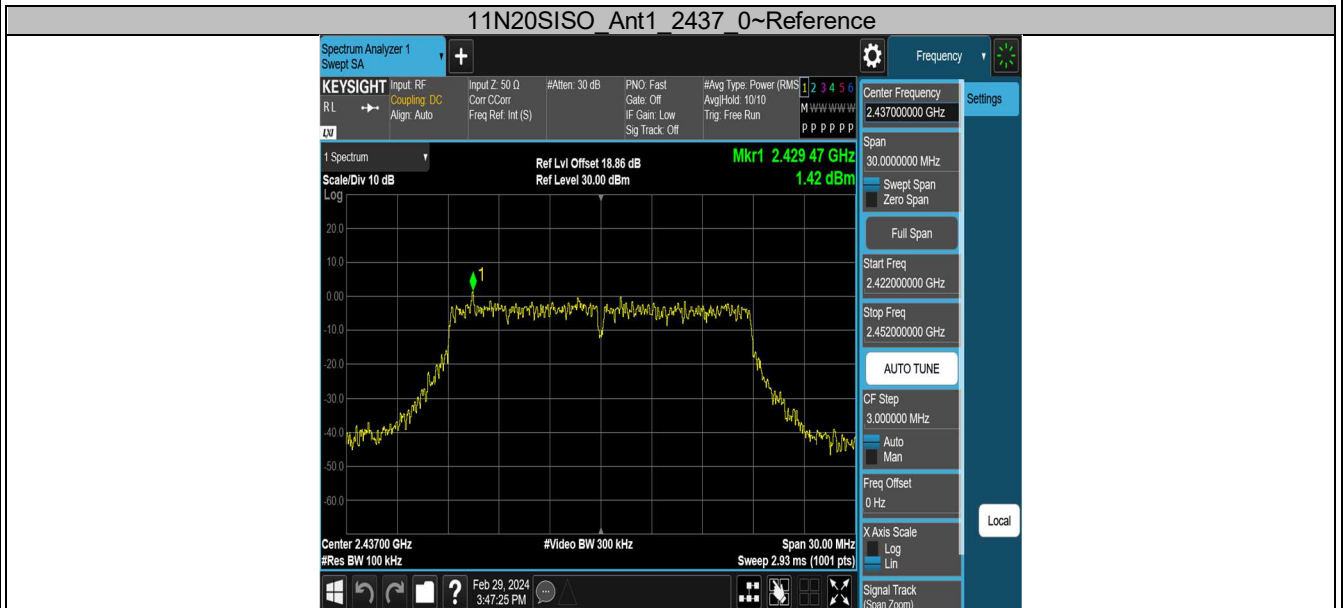 11N20SISO_Ant1_2437_0~Reference
Spectrum Analyzer 1
Swept SA
+
Frequency
KEYSIGHT
RL
LXI
Input: RF
Coupling: DC
Align: Auto
Input Z: 50 Ω
Corr CCorr
Freq Ref: Int (S)
#Atten: 30 dB
PNO: Fast
Gate: Off
IF Gain: Low
Sig Track: Off
#Avg Type: Power (RMS
Avg|Hold: 10/10
Trig: Free Run
1 2 3 4 5 6
M W W W W W
P P P P P P
1 Spectrum
Scale/Div 10 dB
Log
Ref Lvl Offset 18.86 dB
Ref Level 30.00 dBm
Mkr1 2.429 47 GHz
1.42 dBm
20.0
10.0
0.00
-10.0
-20.0
-30.0
-40.0
-50.0
-60.0
1
Center 2.43700 GHz
#Res BW 100 kHz
#Video BW 300 kHz
Span 30.00 MHz
Sweep 2.93 ms (1001 pts)
?
Feb 29, 2024
3:47:25 PM
Center Frequency
2.437000000 GHz
Span
30.0000000 MHz
Swept Span
Zero Span
Full Span
Start Freq
2.422000000 GHz
Stop Freq
2.452000000 GHz
AUTO TUNE
CF Step
3.000000 MHz
Auto
Man
Freq Offset
0 Hz
X Axis Scale
Log
Lin
Signal Track
(Span Zoom)
Settings
Local